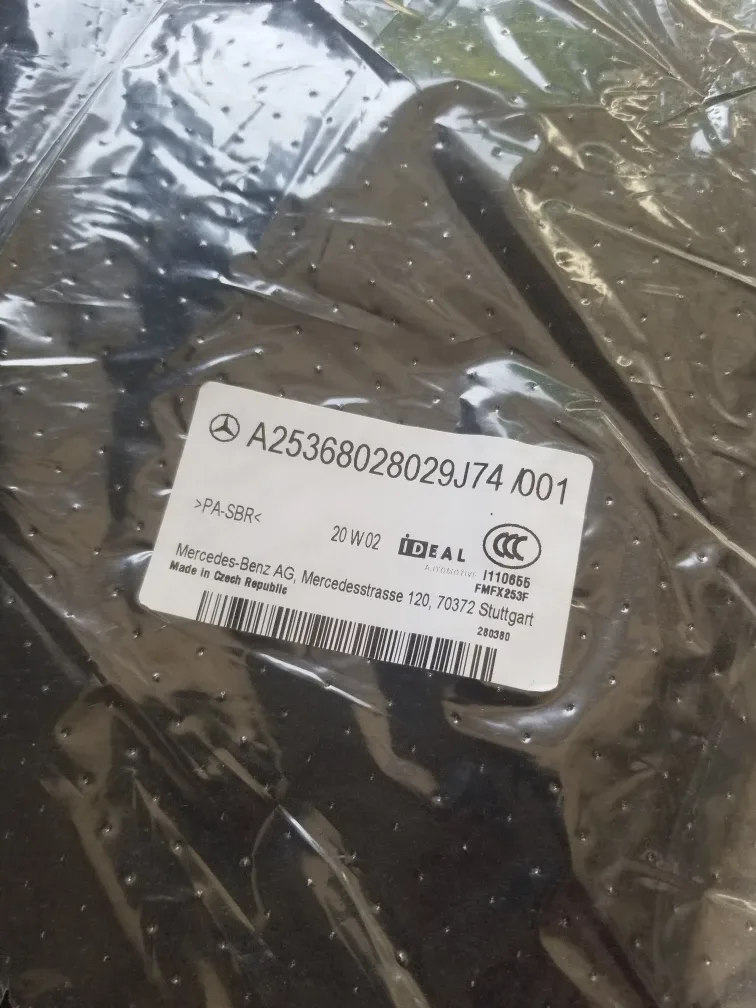 A25368028029J74 /001
>PA-SBR<
20 W 02
iDEAL
AUTOMOTIVE
CCC
I110655
FMFX253F
Mercedes-Benz AG, Mercedesstrasse 120, 70372 Stuttgart
Made in Czech Republic
280380